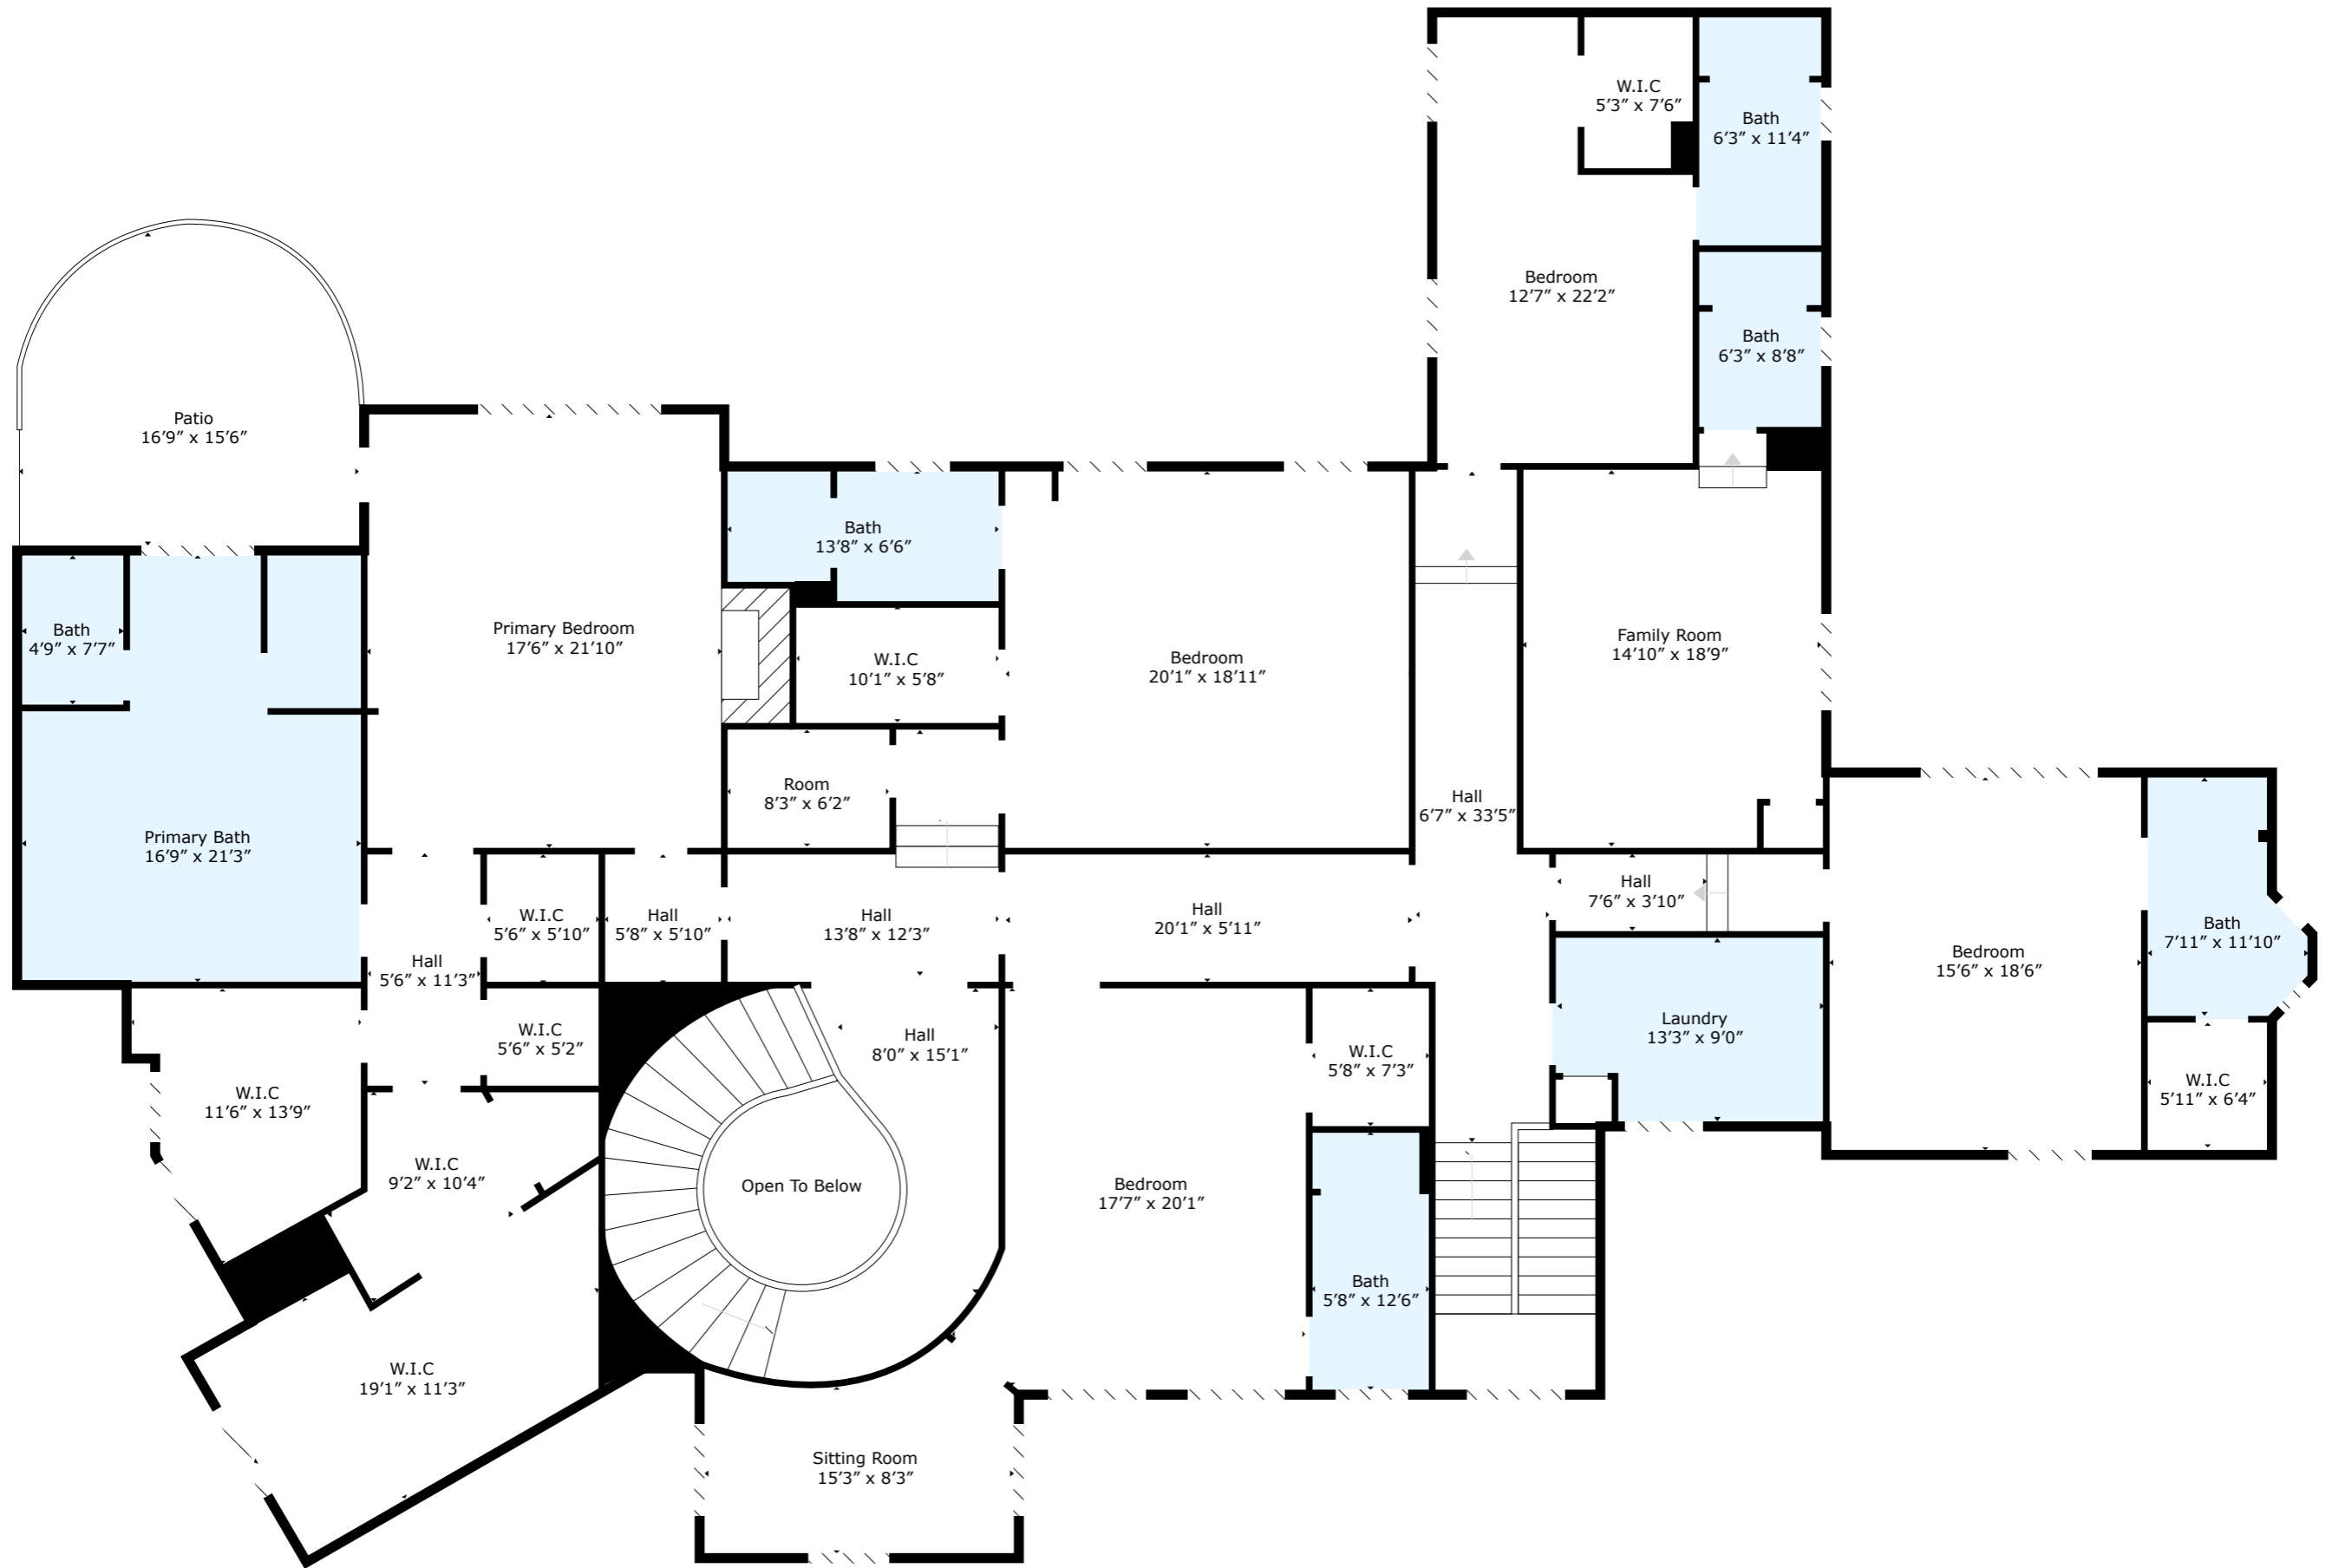 W.I.C
5’3” x 7’6”
Bath
6’3” x 11’4”
Bedroom
12’7” x 22’2”
Bath
6’3” x 8’8”
Patio
16’9” x 15’6”
Bath
13’8” x 6’6”
Bath
4’9” x 7’7”
Primary Bedroom
17’6” x 21’10”
W.I.C
10’1” x 5’8”
Bedroom
20’1” x 18’11”
Family Room
14’10” x 18’9”
Room
8’3” x 6’2”
Hall
6’7” x 33’5”
Primary Bath
16’9” x 21’3”
Hall
7’6” x 3’10”
W.I.C
5’6” x 5’10”
Hall
5’8” x 5’10”
Hall
13’8” x 12’3”
Hall
20’1” x 5’11”
Bath
7’11” x 11’10”
Bedroom
15’6” x 18’6”
Hall
5’6” x 11’3”
Laundry
13’3” x 9’0”
W.I.C
5’6” x 5’2”
Hall
8’0” x 15’1”
W.I.C
5’8” x 7’3”
W.I.C
5’11” x 6’4”
W.I.C
11’6” x 13’9”
W.I.C
9’2” x 10’4”
Open To Below
Bedroom
17’7” x 20’1”
Bath
5’8” x 12’6”
W.I.C
19’1” x 11’3”
Sitting Room
15’3” x 8’3”